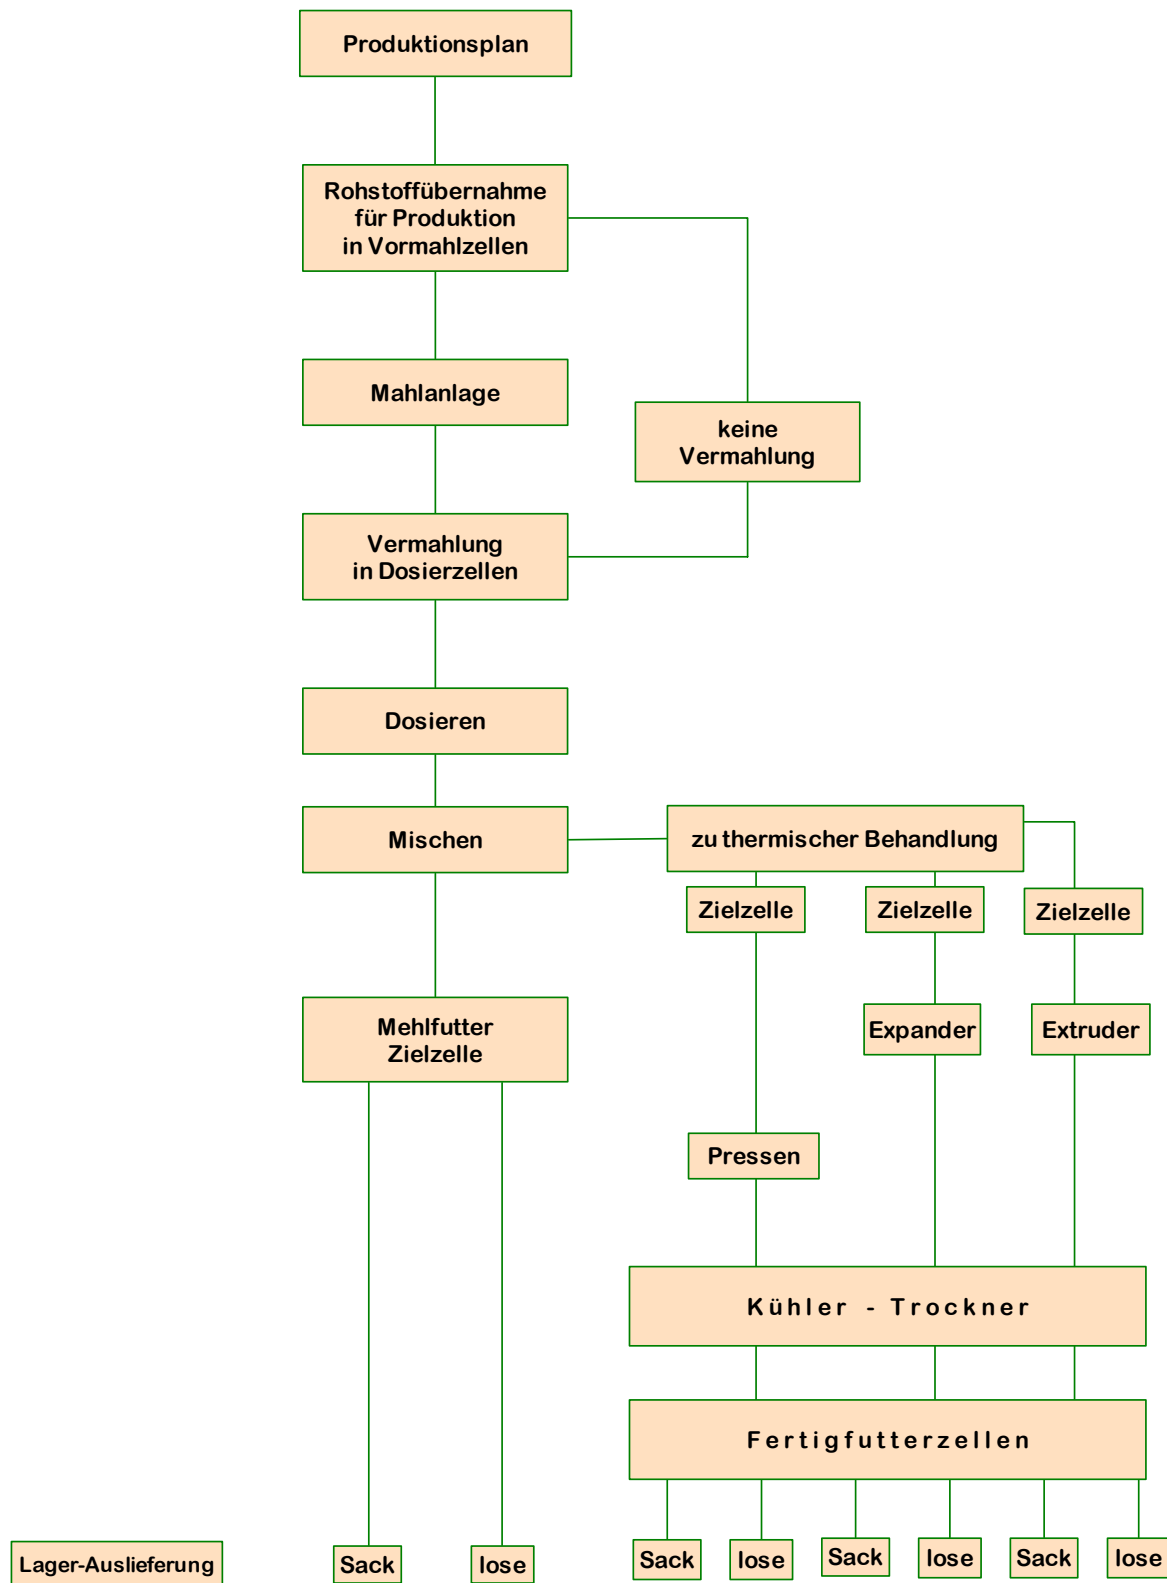 Produktionsplan
Rohstoffübernahme
für Produktion
in Vormahlzellen
Mahlanlage
keine
Vermahlung
Vermahlung
in Dosierzellen
Dosieren
Mischen
zu thermischer Behandlung
Zielzelle
Zielzelle
Zielzelle
Mehlfutter
Zielzelle
Expander
Extruder
Pressen
Kühler - Trockner
Fertigfutterzellen
Lager-Auslieferung
Sack
lose
Sack
lose
Sack
lose
Sack
lose